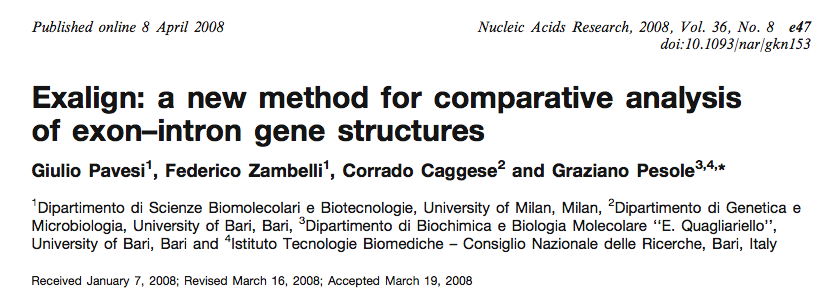 Published online 8 April 2008
Nucleic Acids Research, 2008, Vol. 36, No. 8 e47
doi:10.1093/nar/gkn153
Exalign: a new method for comparative analysis
of exon–intron gene structures
Giulio Pavesi1, Federico Zambelli1, Corrado Caggese2 and Graziano Pesole3,4,*
1Dipartimento di Scienze Biomolecolari e Biotecnologie, University of Milan, Milan, 2Dipartimento di Genetica e
Microbiologia, University of Bari, Bari, 3Dipartimento di Biochimica e Biologia Molecolare ‘‘E. Quagliariello’’,
University of Bari, Bari and 4Istituto Tecnologie Biomediche – Consiglio Nazionale delle Ricerche, Bari, Italy
Received January 7, 2008; Revised March 16, 2008; Accepted March 19, 2008